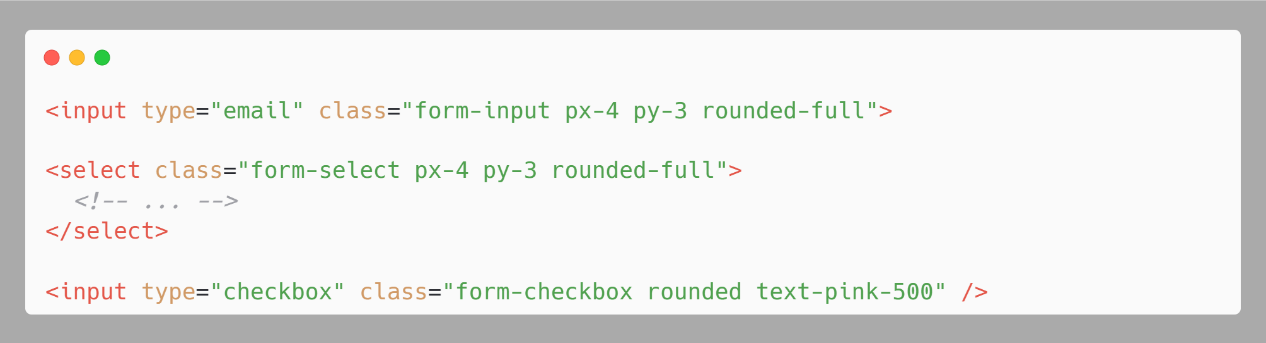 <input type="email" class="form-input px-4 py-3 rounded-full">
<select class="form-select px-4 py-3 rounded-full">
<!-- ... -->
</select>
<input type="checkbox" class="form-checkbox rounded text-pink-500" />